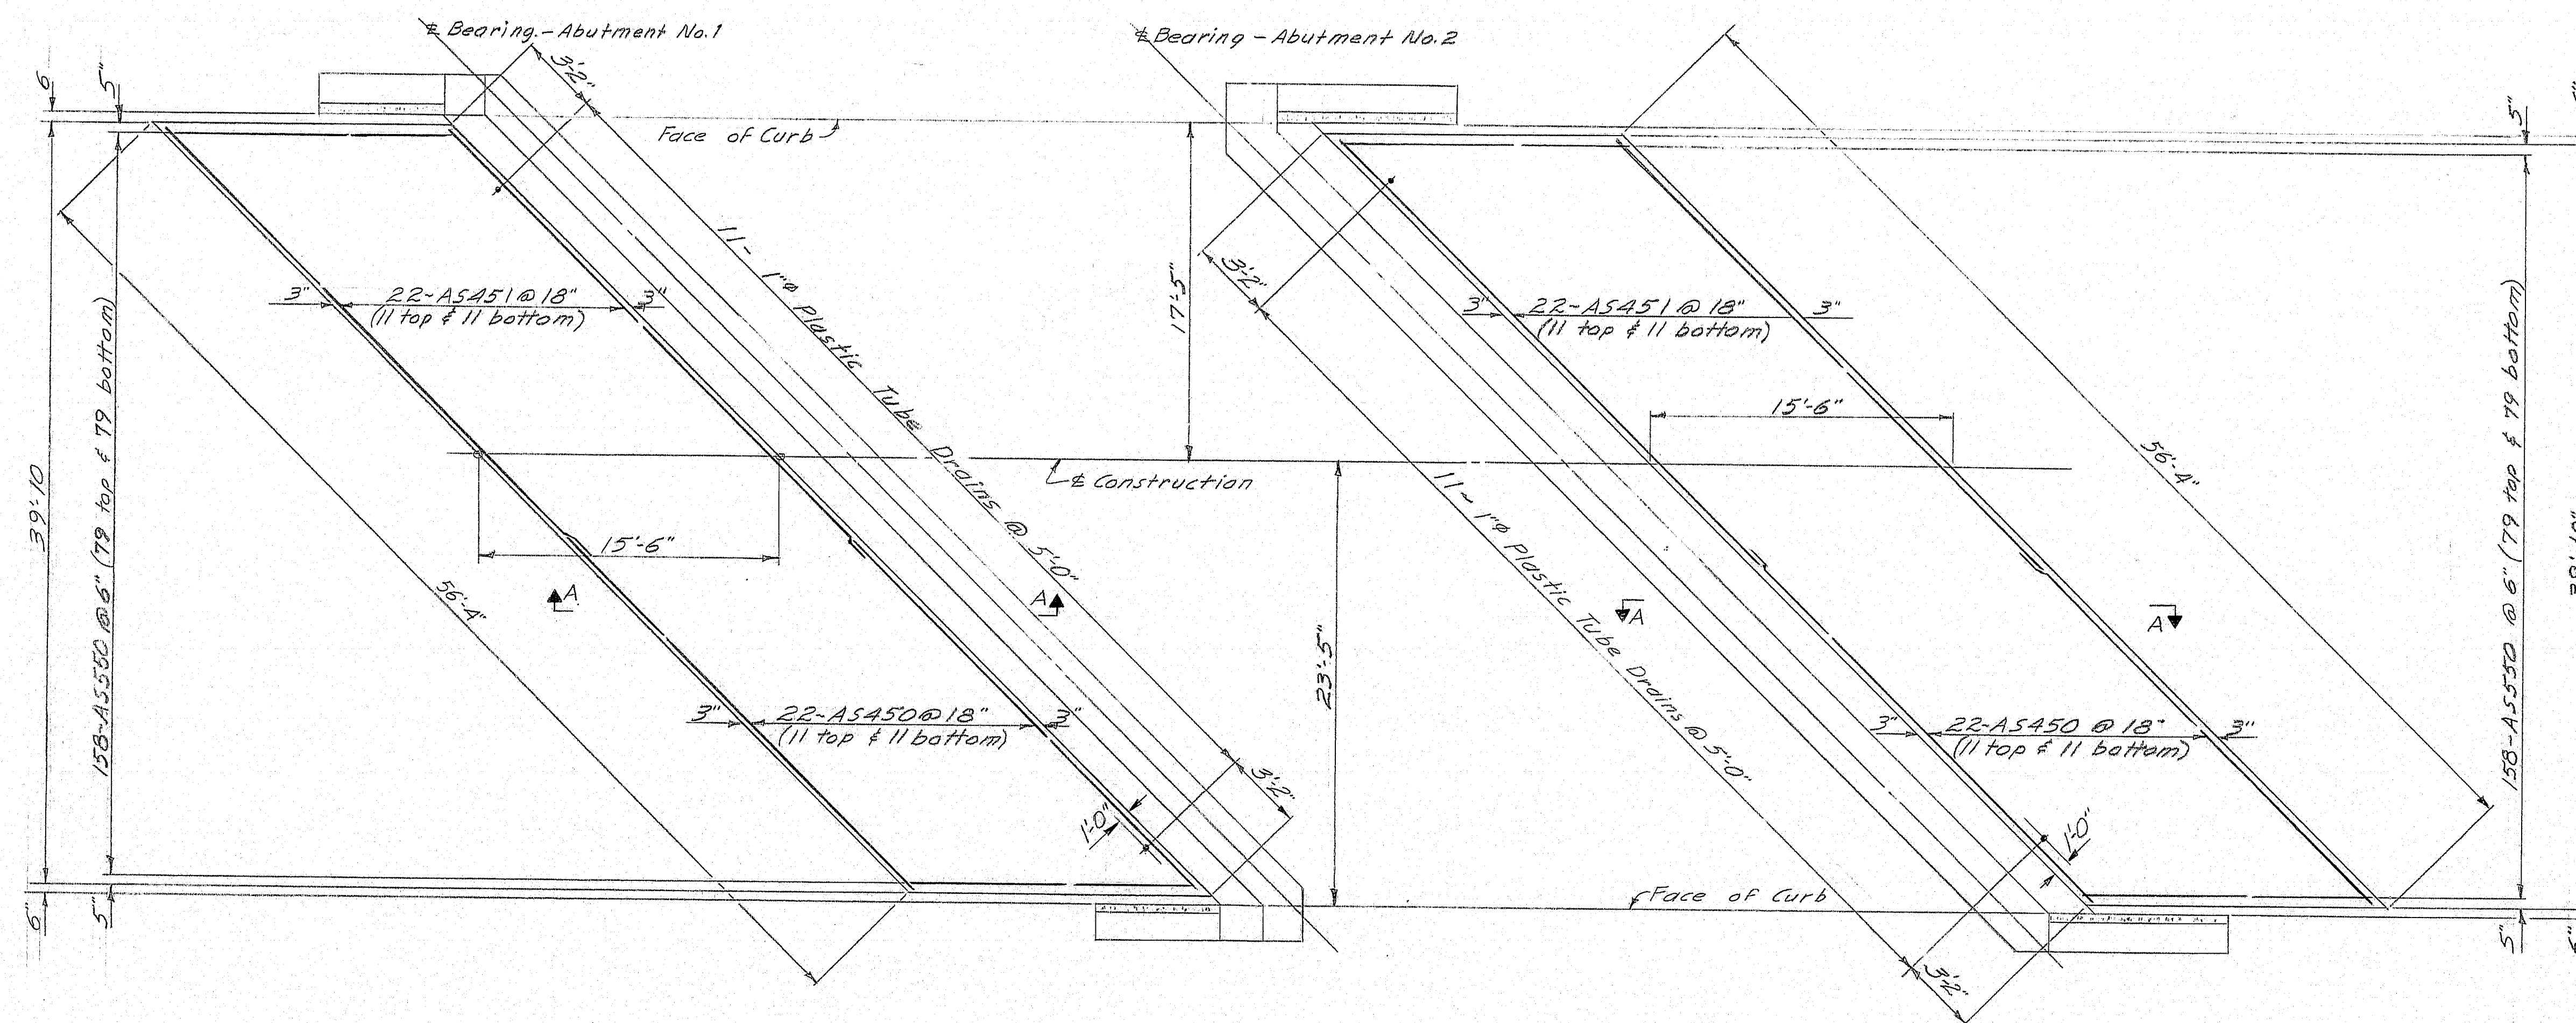 ℄ Bearing.-Abutment No.1
℄ Bearing - Abutment No.2
6
5"
3'-2"
Face of Curb
5"
11- 1"ø Plastic Tube Drains @ 5'-0"
17'-5"
3'-2"
3"
22-AS451@18"
3"
(11 top & 11 bottom)
3"
22-AS451@18"
3"
(11 top & 11 bottom)
15'-6"
56'-4"
℄ Construction
39'-10
158-AS550@6" (79 top & 79 bottom)
15'-6"
56'-4"
A
A
A
A
11- 1"ø Plastic Tube Drains @ 5'-0"
23'-5"
158-AS550 @ 6" (79 top & 79 bottom)
3"
22-AS450@18"
3"
(11 top & 11 bottom)
3"
22-AS450 @ 18"
3"
(11 top & 11 bottom)
3'-2"
1'-0"
1'-0"
Face of Curb
6"
5"
3'-2"
5"